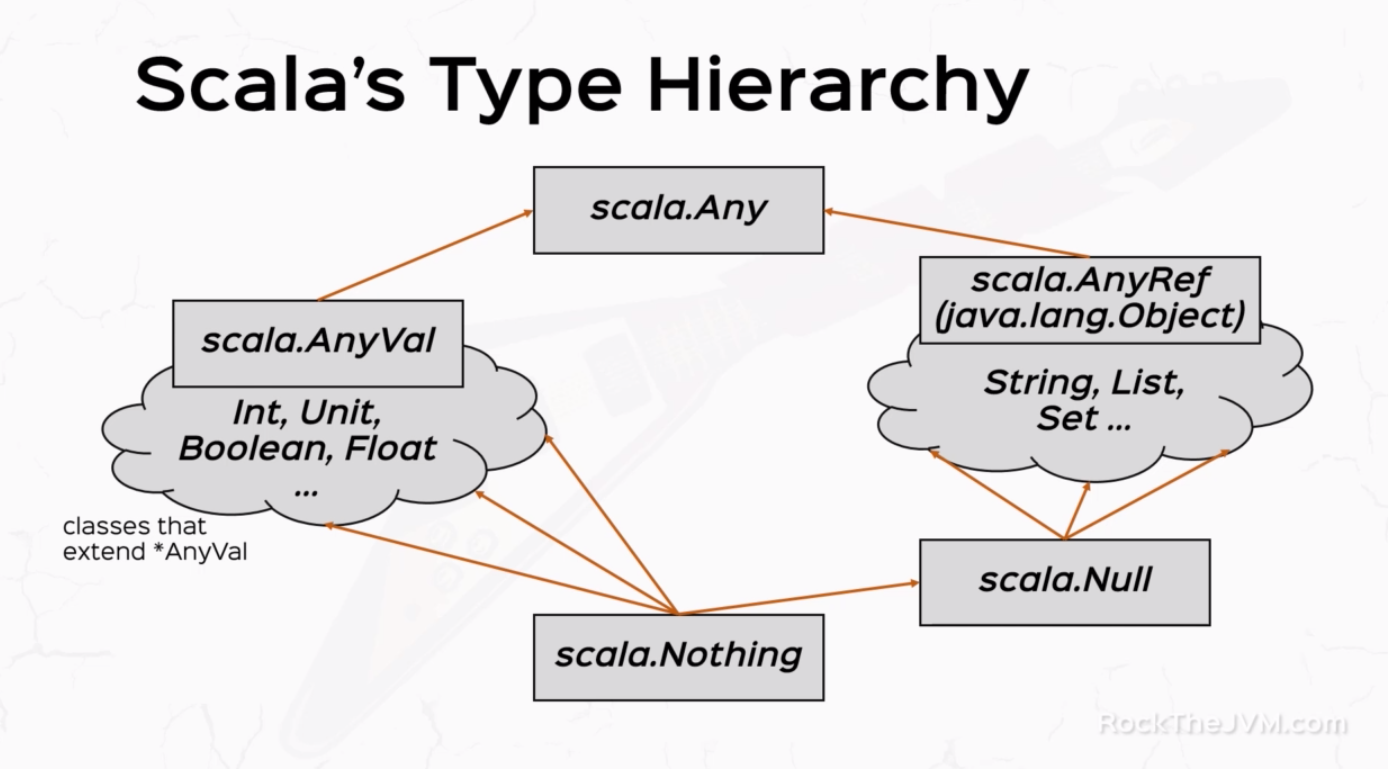 Scala’s Type Hierarchy
scala.Any
scala.AnyRef
(java.lang.Object)
scala.AnyVal
String, List,
Set ...
Int, Unit,
Boolean, Float
...
classes that
extend *AnyVal
scala.Null
scala.Nothing
RockTheJVM.com